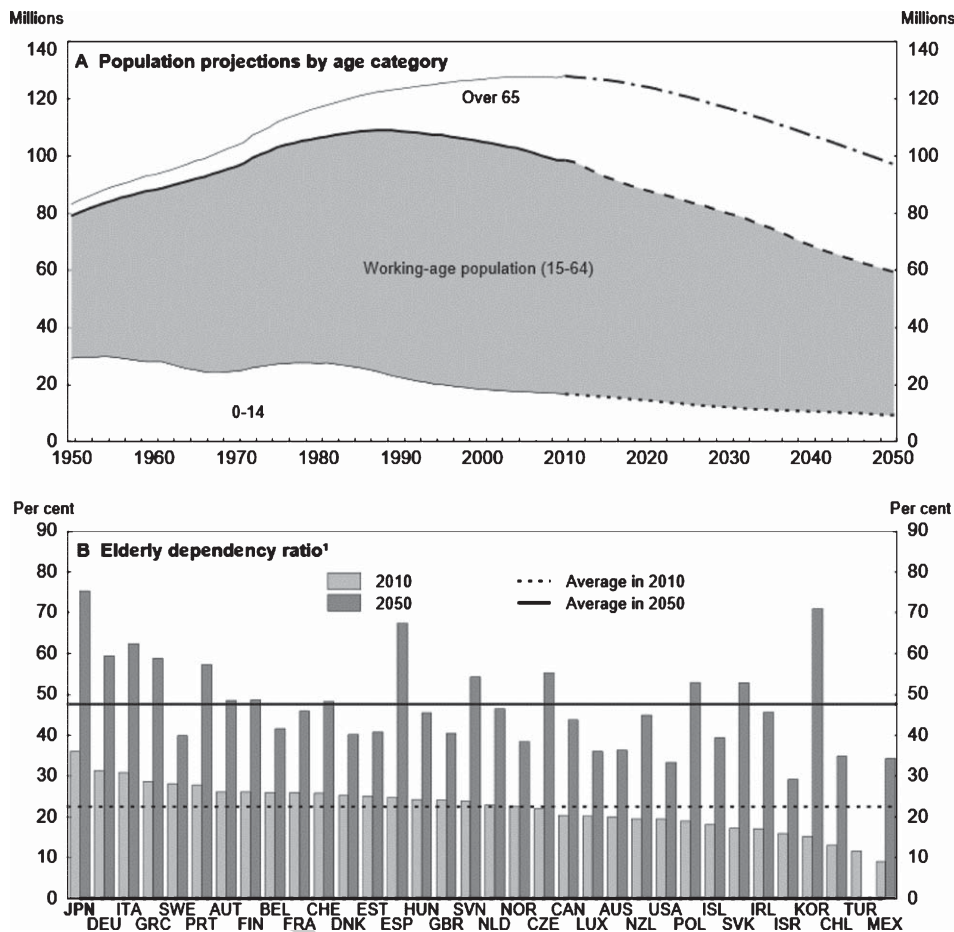 Millions Millions
140 140
A Population projections by age category
120 120
Over 65
100 100
80 80
Working-age population (15-64)
60 60
40 40
20 20
0-14
0 0
1950 1960 1970 1980 1990 2000 2010 2020 2030 2040 2050
Per cent Per cent
90 90
B Elderly dependency ratio¹
80 80
2010 Average in 2010
2050 Average in 2050
70 70
60 60
50 50
40 40
30 30
20 20
10 10
0 0
JPN ITA SWE AUT BEL CHE EST HUN SVN NOR CAN AUS USA ISL IRL KOR TUR
DEU GRC PRT FIN FRA DNK ESP GBR NLD CZE LUX NZL POL SVK ISR CHL MEX